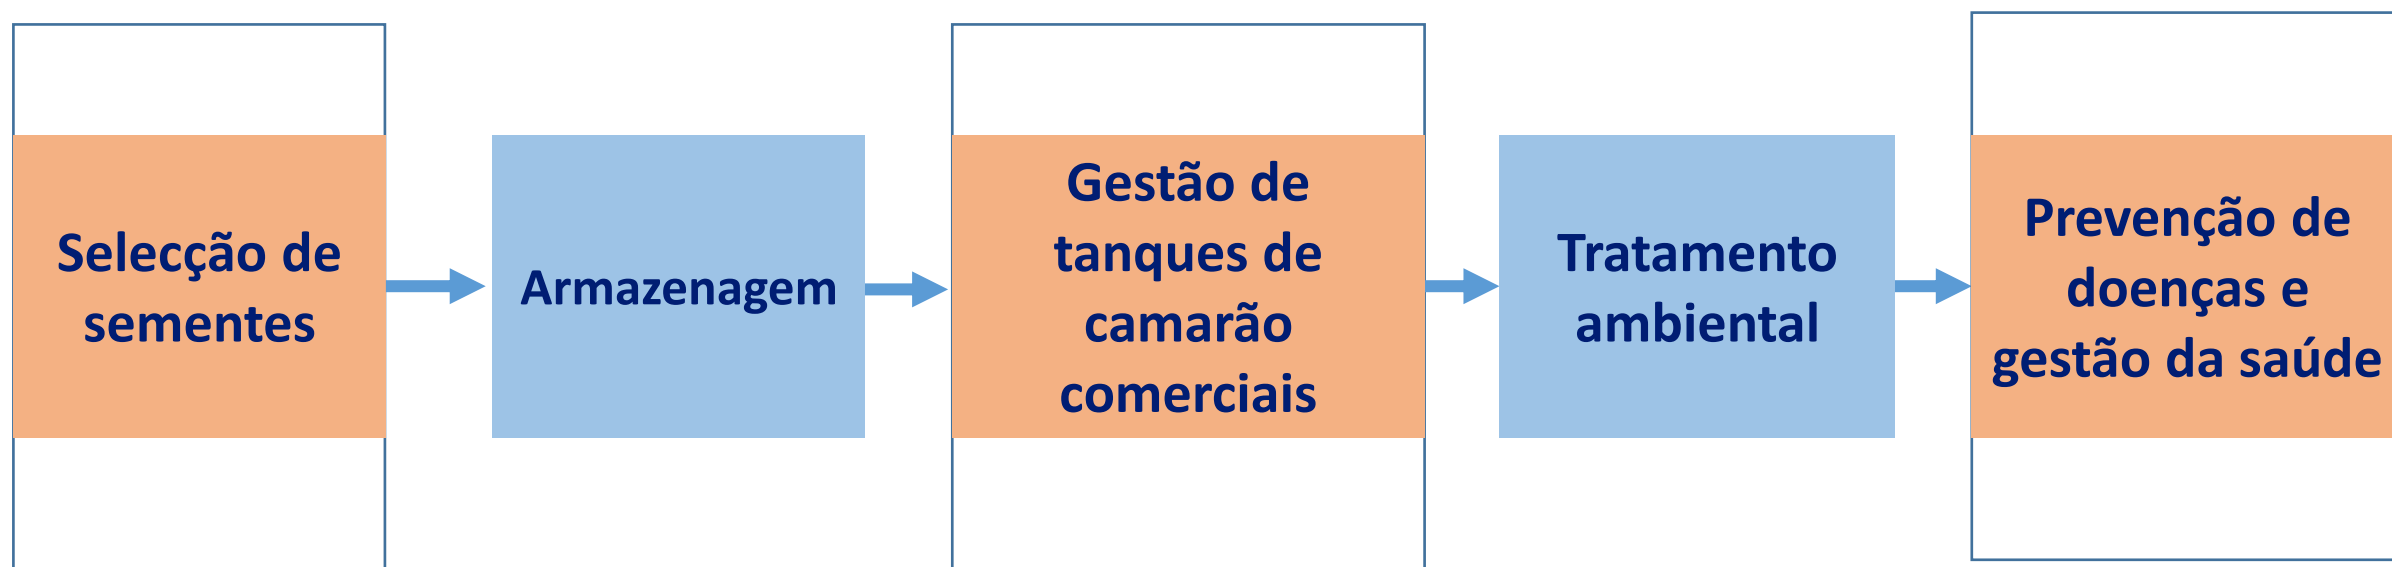 Selecção de
sementes
Armazenagem
Gestão de
tanques de
camarão
comerciais
Tratamento
ambiental
Prevenção de
doenças e
gestão da saúde